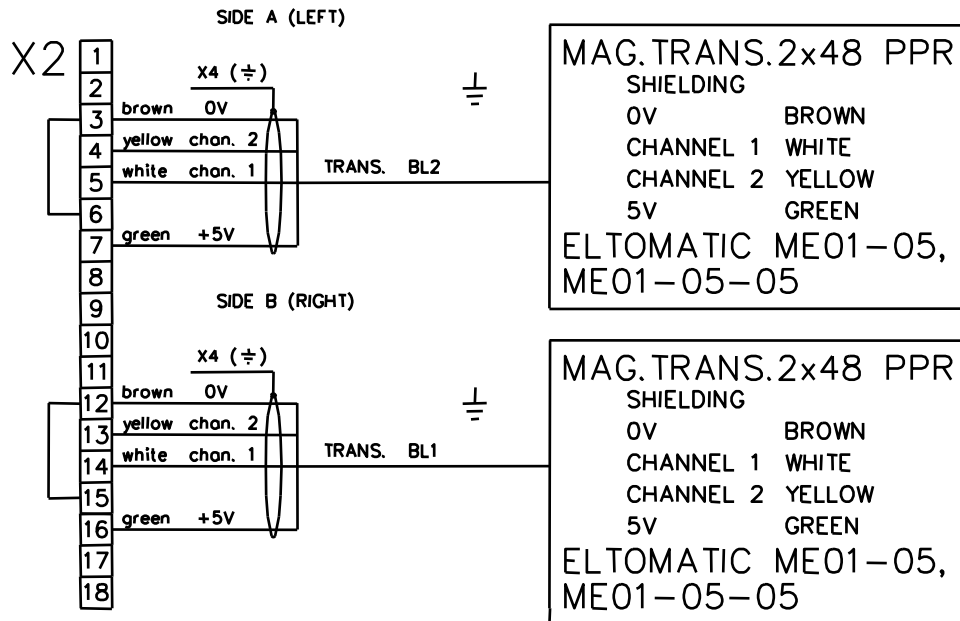 SIDE A (LEFT)
X2
1
2
3
4
5
6
7
8
9
10
11
12
13
14
15
16
17
18
X4 (⏚)
brown 0V
yellow chan. 2
white chan. 1
green +5V
TRANS. BL2
MAG.TRANS.2x48 PPR
SHIELDING
0V BROWN
CHANNEL 1 WHITE
CHANNEL 2 YELLOW
5V GREEN
ELTOMATIC ME01-05,
ME01-05-05
SIDE B (RIGHT)
X4 (⏚)
brown 0V
yellow chan. 2
white chan. 1
green +5V
TRANS. BL1
MAG.TRANS.2x48 PPR
SHIELDING
0V BROWN
CHANNEL 1 WHITE
CHANNEL 2 YELLOW
5V GREEN
ELTOMATIC ME01-05,
ME01-05-05